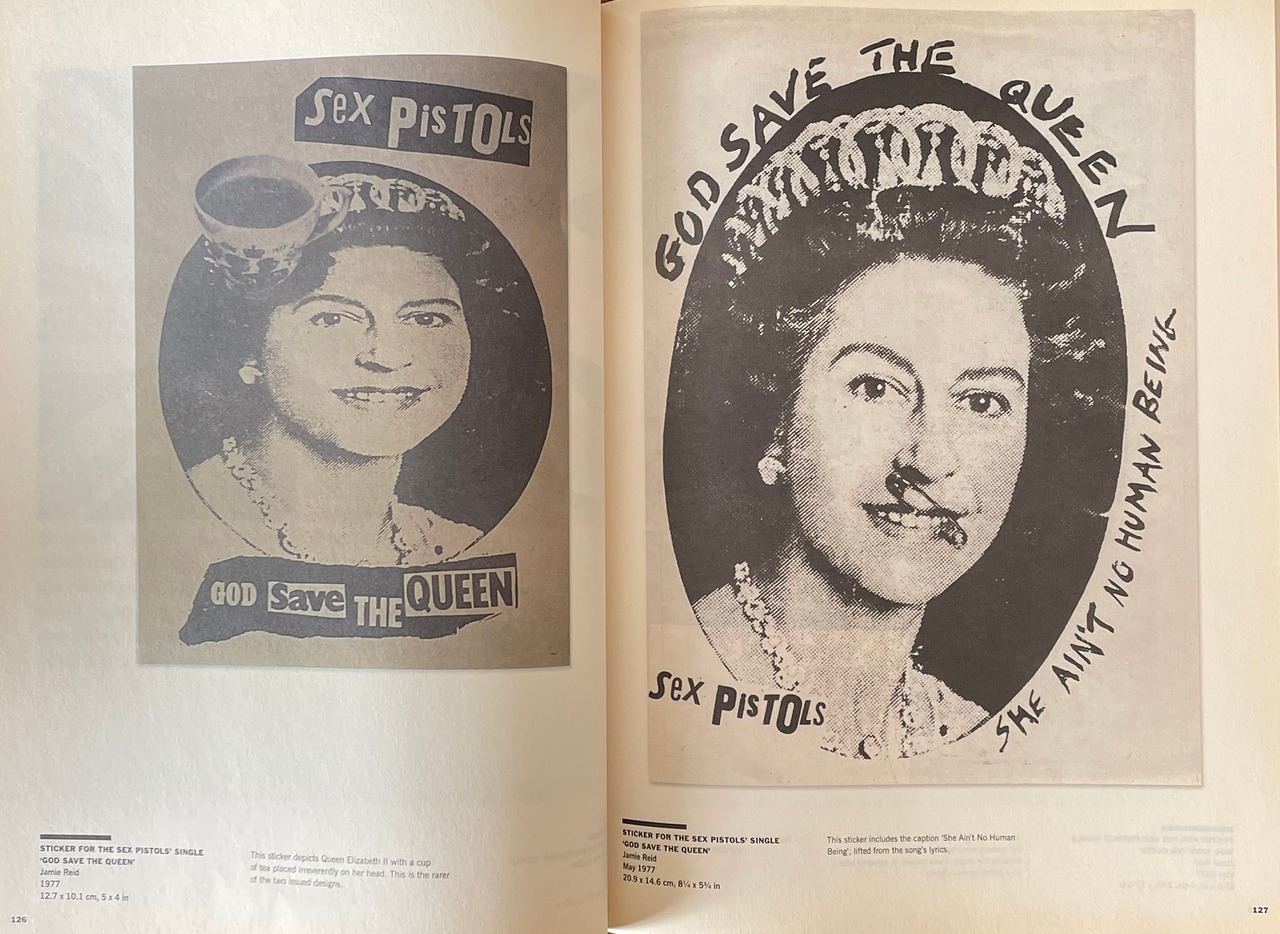 Sex PisTOLS
GOD Save THE QUEEN
STICKER FOR THE SEX PISTOLS' SINGLE
'GOD SAVE THE QUEEN'
Jamie Reid
1977
12.7 x 10.1 cm, 5 x 4 in
This sticker depicts Queen Elizabeth II with a cup
of tea placed irreverently on her head. This is the rarer
of the two issued designs.
126
GOD SAVE THE QUEEN
SHE AIN'T NO HUMAN BEING
Sex PisTOLS
STICKER FOR THE SEX PISTOLS' SINGLE
'GOD SAVE THE QUEEN'
Jamie Reid
May 1977
20.9 x 14.6 cm, 8¼ x 5¾ in
This sticker includes the caption 'She Ain't No Human
Being', lifted from the song's lyrics.
127